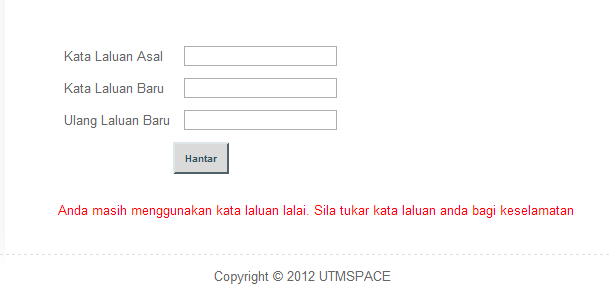 Kata Laluan Asal
Kata Laluan Baru
Ulang Laluan Baru
Hantar
Anda masih menggunakan kata laluan lalai. Sila tukar kata laluan anda bagi keselamatan
Copyright © 2012 UTMSPACE